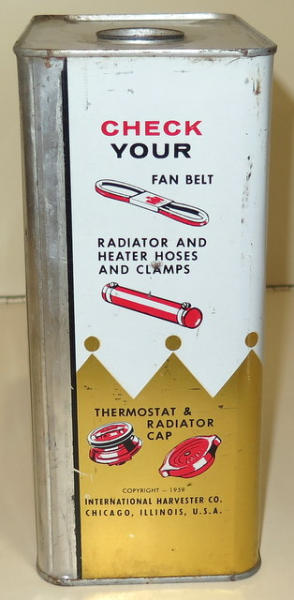 CHECK
YOUR
FAN BELT
RADIATOR AND
HEATER HOSES
AND CLAMPS
THERMOSTAT &
RADIATOR
CAP
COPYRIGHT - 1959
INTERNATIONAL HARVESTER CO.
CHICAGO, ILLINOIS, U.S.A.